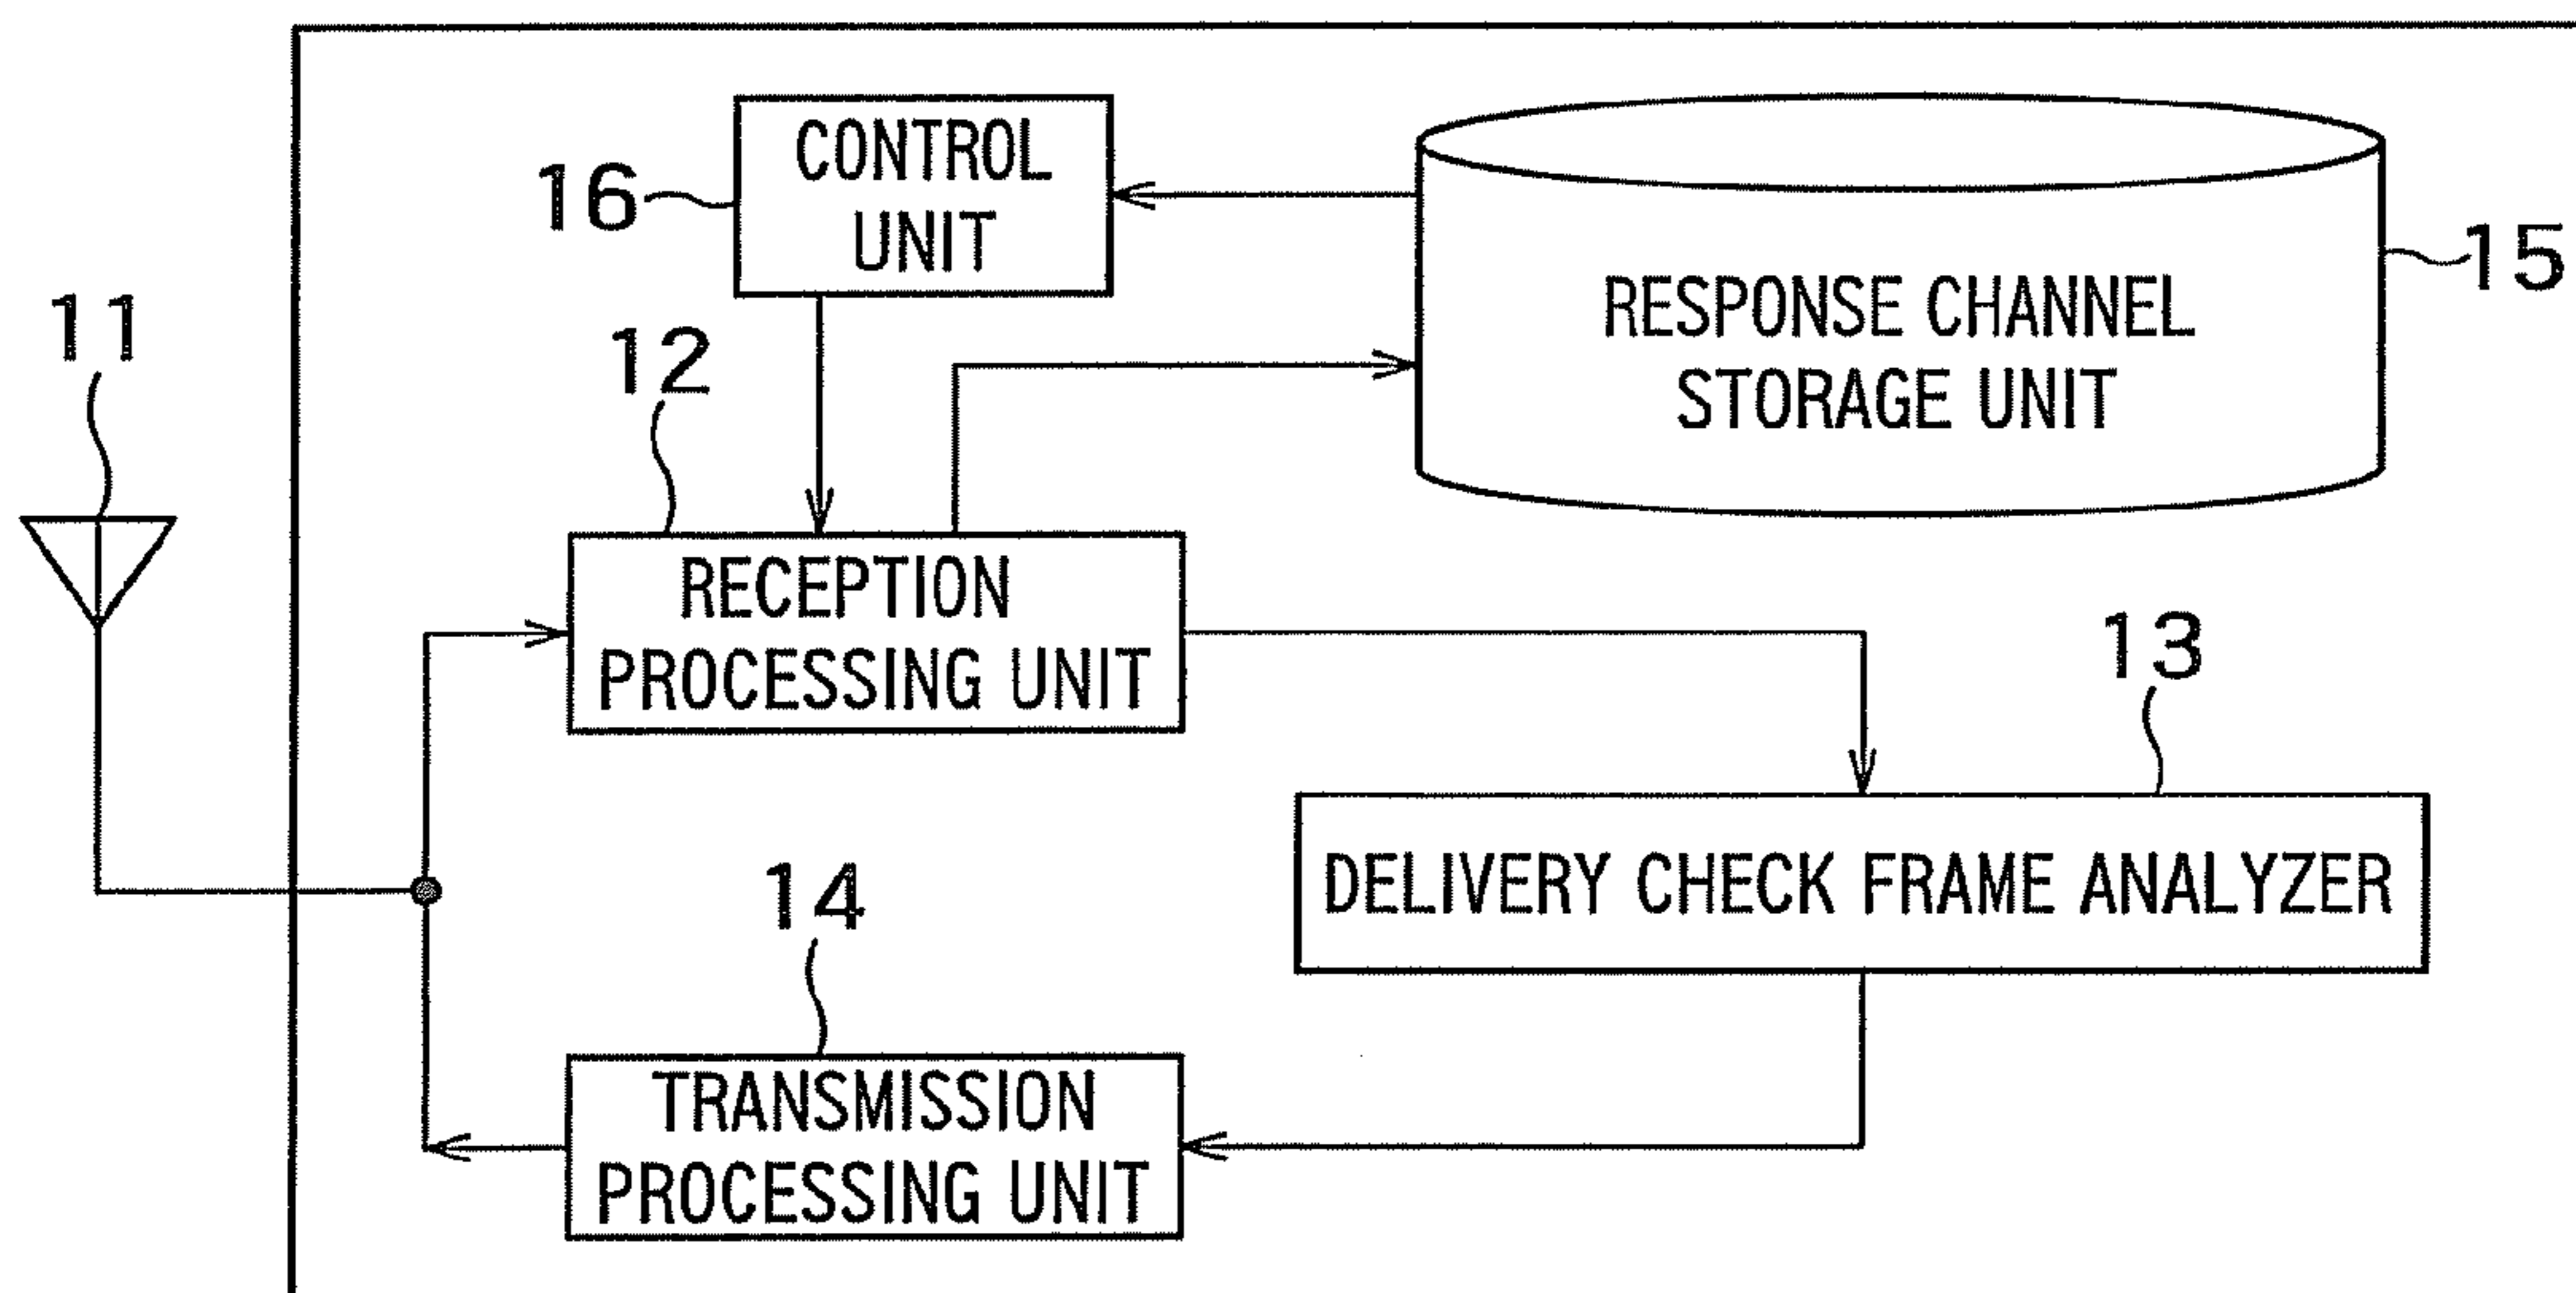 CONTROL
UNIT
16
RESPONSE CHANNEL
STORAGE UNIT
15
11
12
RECEPTION
PROCESSING UNIT
13
DELIVERY CHECK FRAME ANALYZER
14
TRANSMISSION
PROCESSING UNIT